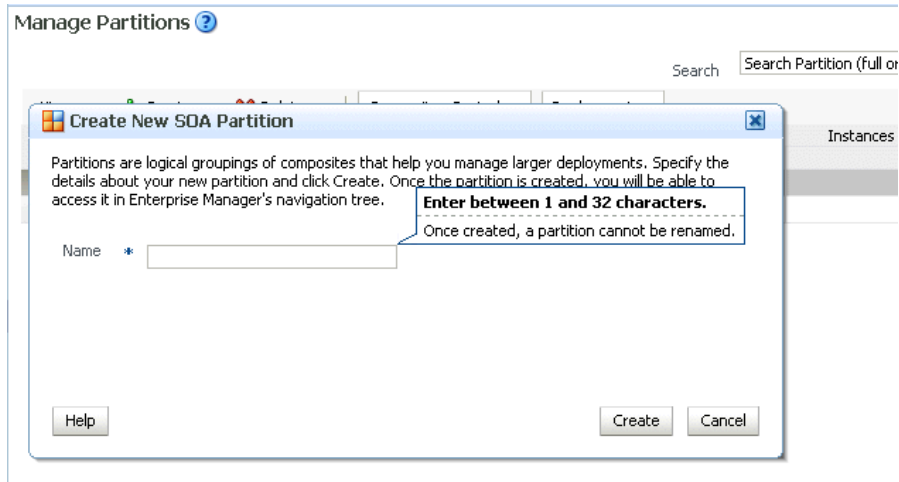 Manage Partitions ?
Search Search Partition (full or
Create New SOA Partition
Instances
Partitions are logical groupings of composites that help you manage larger deployments. Specify the
details about your new partition and click Create. Once the partition is created, you will be able to
access it in Enterprise Manager's navigation tree.
Enter between 1 and 32 characters.
Once created, a partition cannot be renamed.
Name *
Help Create Cancel